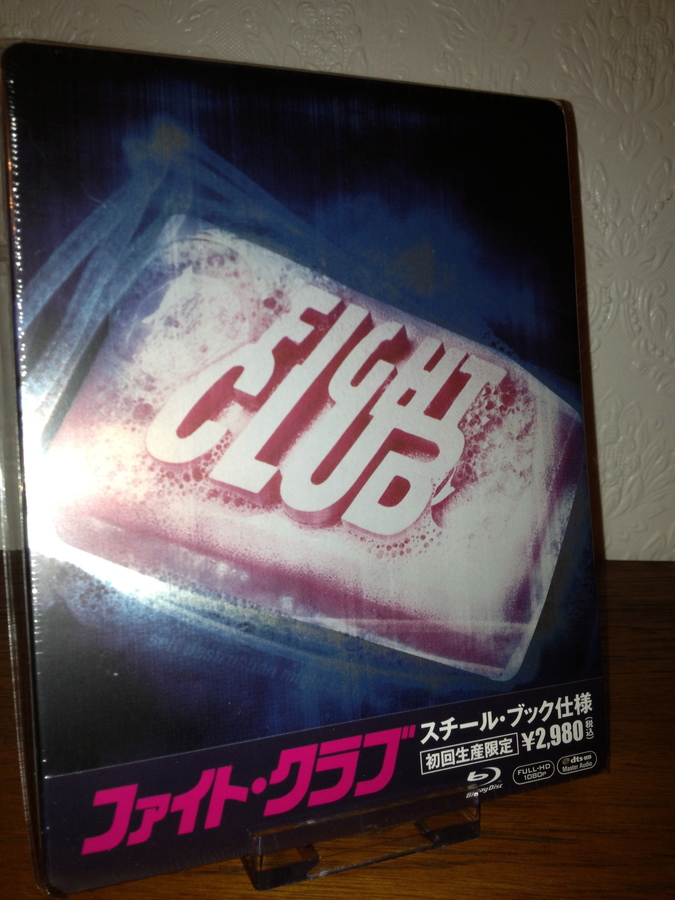 FIGHT
CLUB
ファイト・クラブ
スチール・ブック仕様
初回生産限定 ¥2,980(税込)
Blu-ray Disc
FULL-HD
1080P
dts-HD
Master Audio